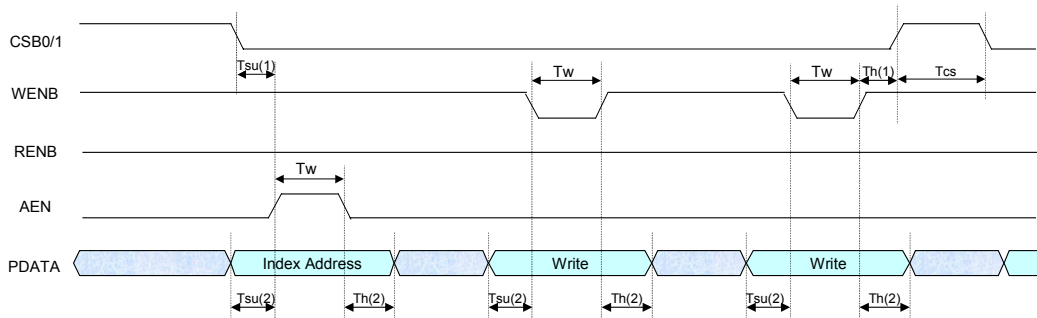 CSB0/1
Tsu(1)
Tw
Tw
Th(1)
Tcs
WENB
RENB
Tw
AEN
PDATA
Index Address
Write
Write
Tsu(2)
Th(2)
Tsu(2)
Th(2)
Tsu(2)
Th(2)